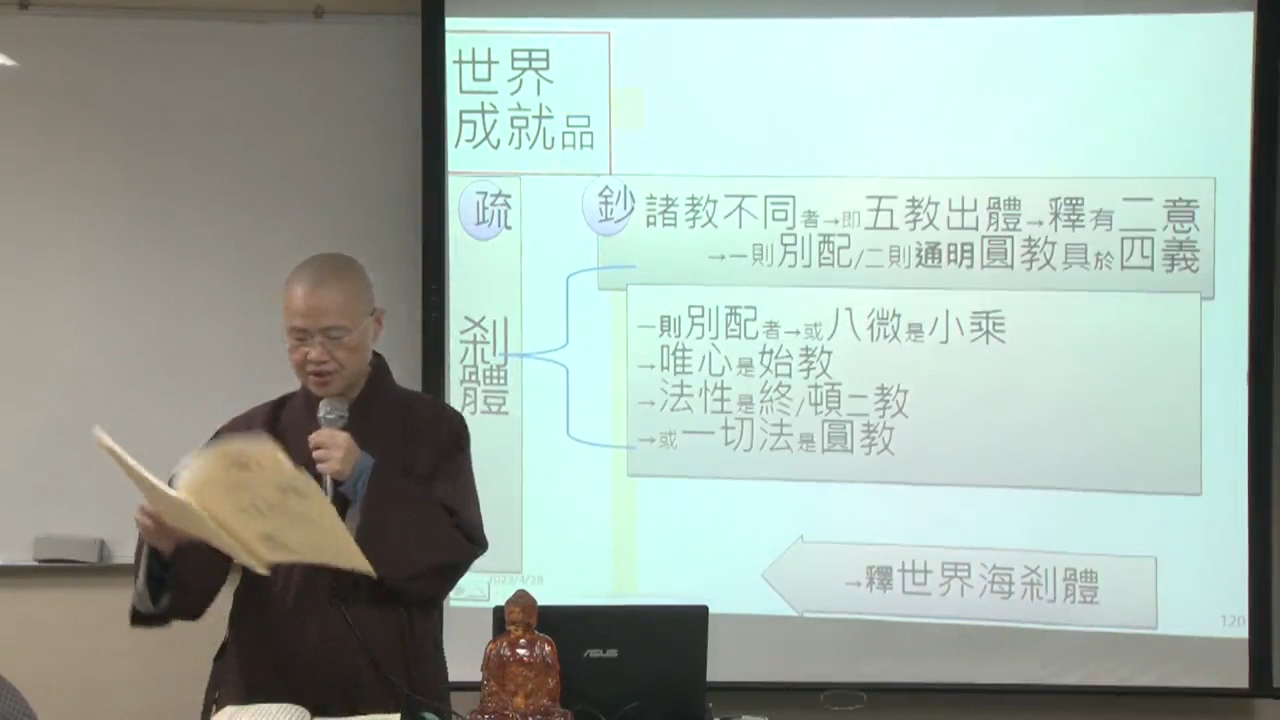 世界
成就品
疏
鈔 諸教不同者→即五教出體→釋有二意
→一則別配/二則通明圓教具於四義
剎體
一則別配者→或八微是小乘
→唯心是始教
→法性是終/頓二教
→或一切法是圓教
→釋世界海剎體
2023/4/28
120
ASUS